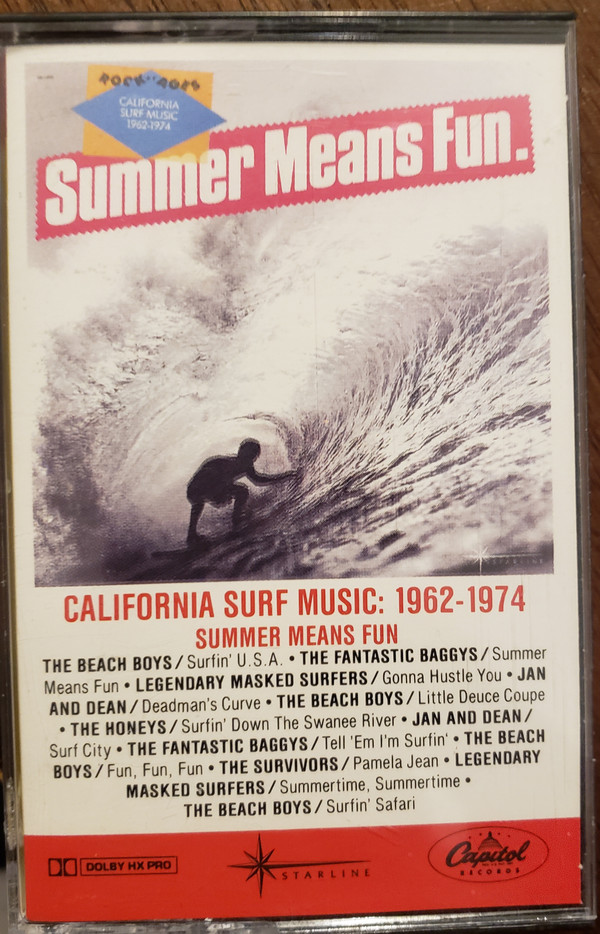 ROCK OF AGES
CALIFORNIA
SURF MUSIC
1962-1974
Summer Means Fun.
STARLINE
CALIFORNIA SURF MUSIC: 1962-1974
SUMMER MEANS FUN
THE BEACH BOYS / Surfin' U.S.A. • THE FANTASTIC BAGGYS / Summer
Means Fun • LEGENDARY MASKED SURFERS / Gonna Hustle You • JAN
AND DEAN / Deadman's Curve • THE BEACH BOYS / Little Deuce Coupe
• THE HONEYS / Surfin' Down The Swanee River • JAN AND DEAN /
Surf City • THE FANTASTIC BAGGYS / Tell 'Em I'm Surfin' • THE BEACH
BOYS / Fun, Fun, Fun • THE SURVIVORS / Pamela Jean • LEGENDARY
MASKED SURFERS / Summertime, Summertime •
THE BEACH BOYS / Surfin' Safari
DOLBY HX PRO
STARLINE
Capitol
RECORDS